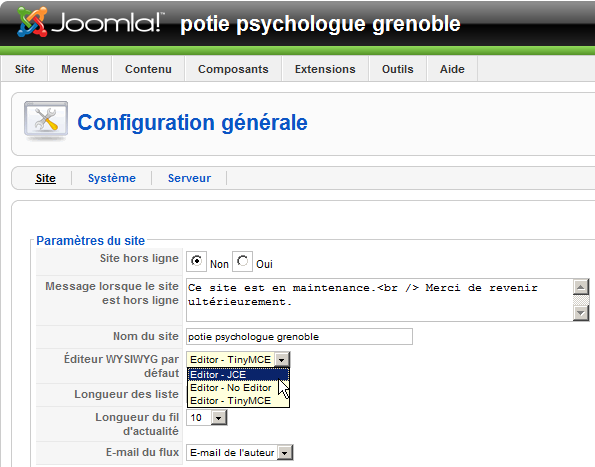 Joomla!™ potie psychologue grenoble
Site Menus Contenu Composants Extensions Outils Aide
Configuration générale
Site Système Serveur
Paramètres du site
Site hors ligne Non Oui
Message lorsque le site
est hors ligne
Ce site est en maintenance.<br /> Merci de revenir
ultérieurement.
Nom du site potie psychologue grenoble
Éditeur WYSIWYG par
défaut
Editor - TinyMCE
Editor - JCE
Editor - No Editor
Editor - TinyMCE
Longueur des liste
Longueur du fil
d'actualité
10
E-mail du flux E-mail de l'auteur